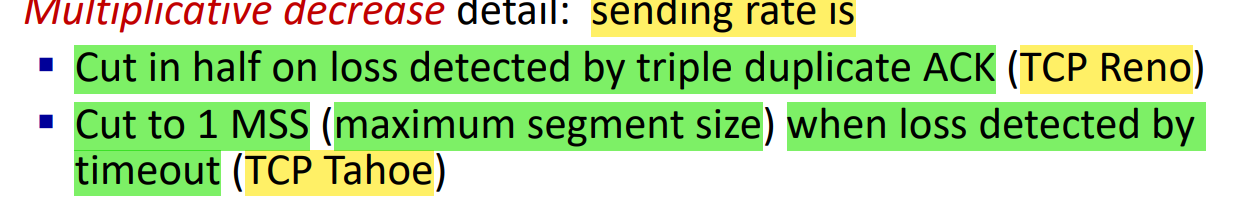 Multiplicative decrease detail: sending rate is
▪ Cut in half on loss detected by triple duplicate ACK (TCP Reno)
▪ Cut to 1 MSS (maximum segment size) when loss detected by
timeout (TCP Tahoe)